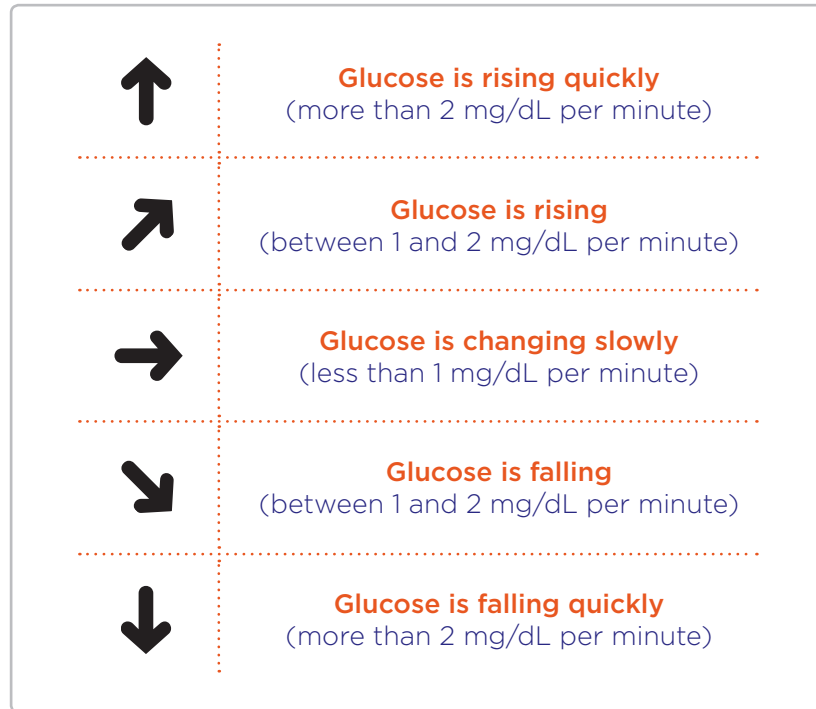 Glucose is rising quickly
(more than 2 mg/dL per minute)
Glucose is rising
(between 1 and 2 mg/dL per minute)
Glucose is changing slowly
(less than 1 mg/dL per minute)
Glucose is falling
(between 1 and 2 mg/dL per minute)
Glucose is falling quickly
(more than 2 mg/dL per minute)